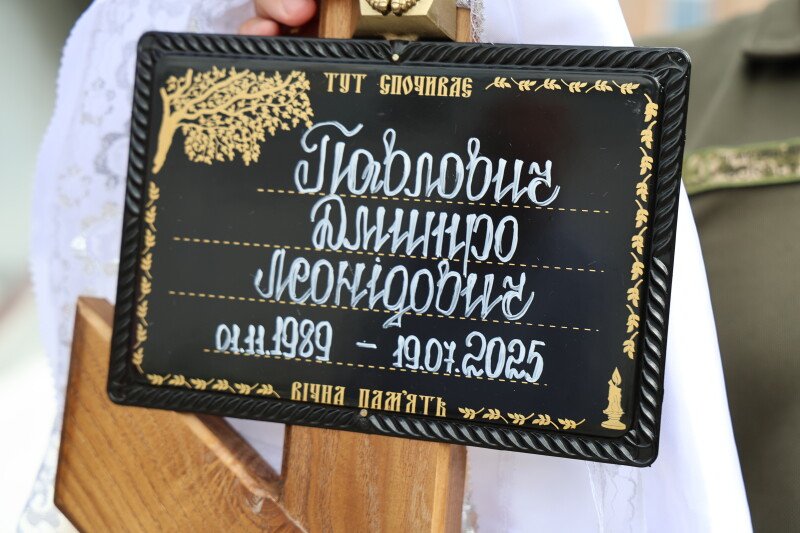 ТУТ СПОЧИВАЄ
Павлович
Дмитро
Леонідович
01.11.1989 – 19.07.2025
ВІЧНА ПАМ'ЯТЬ